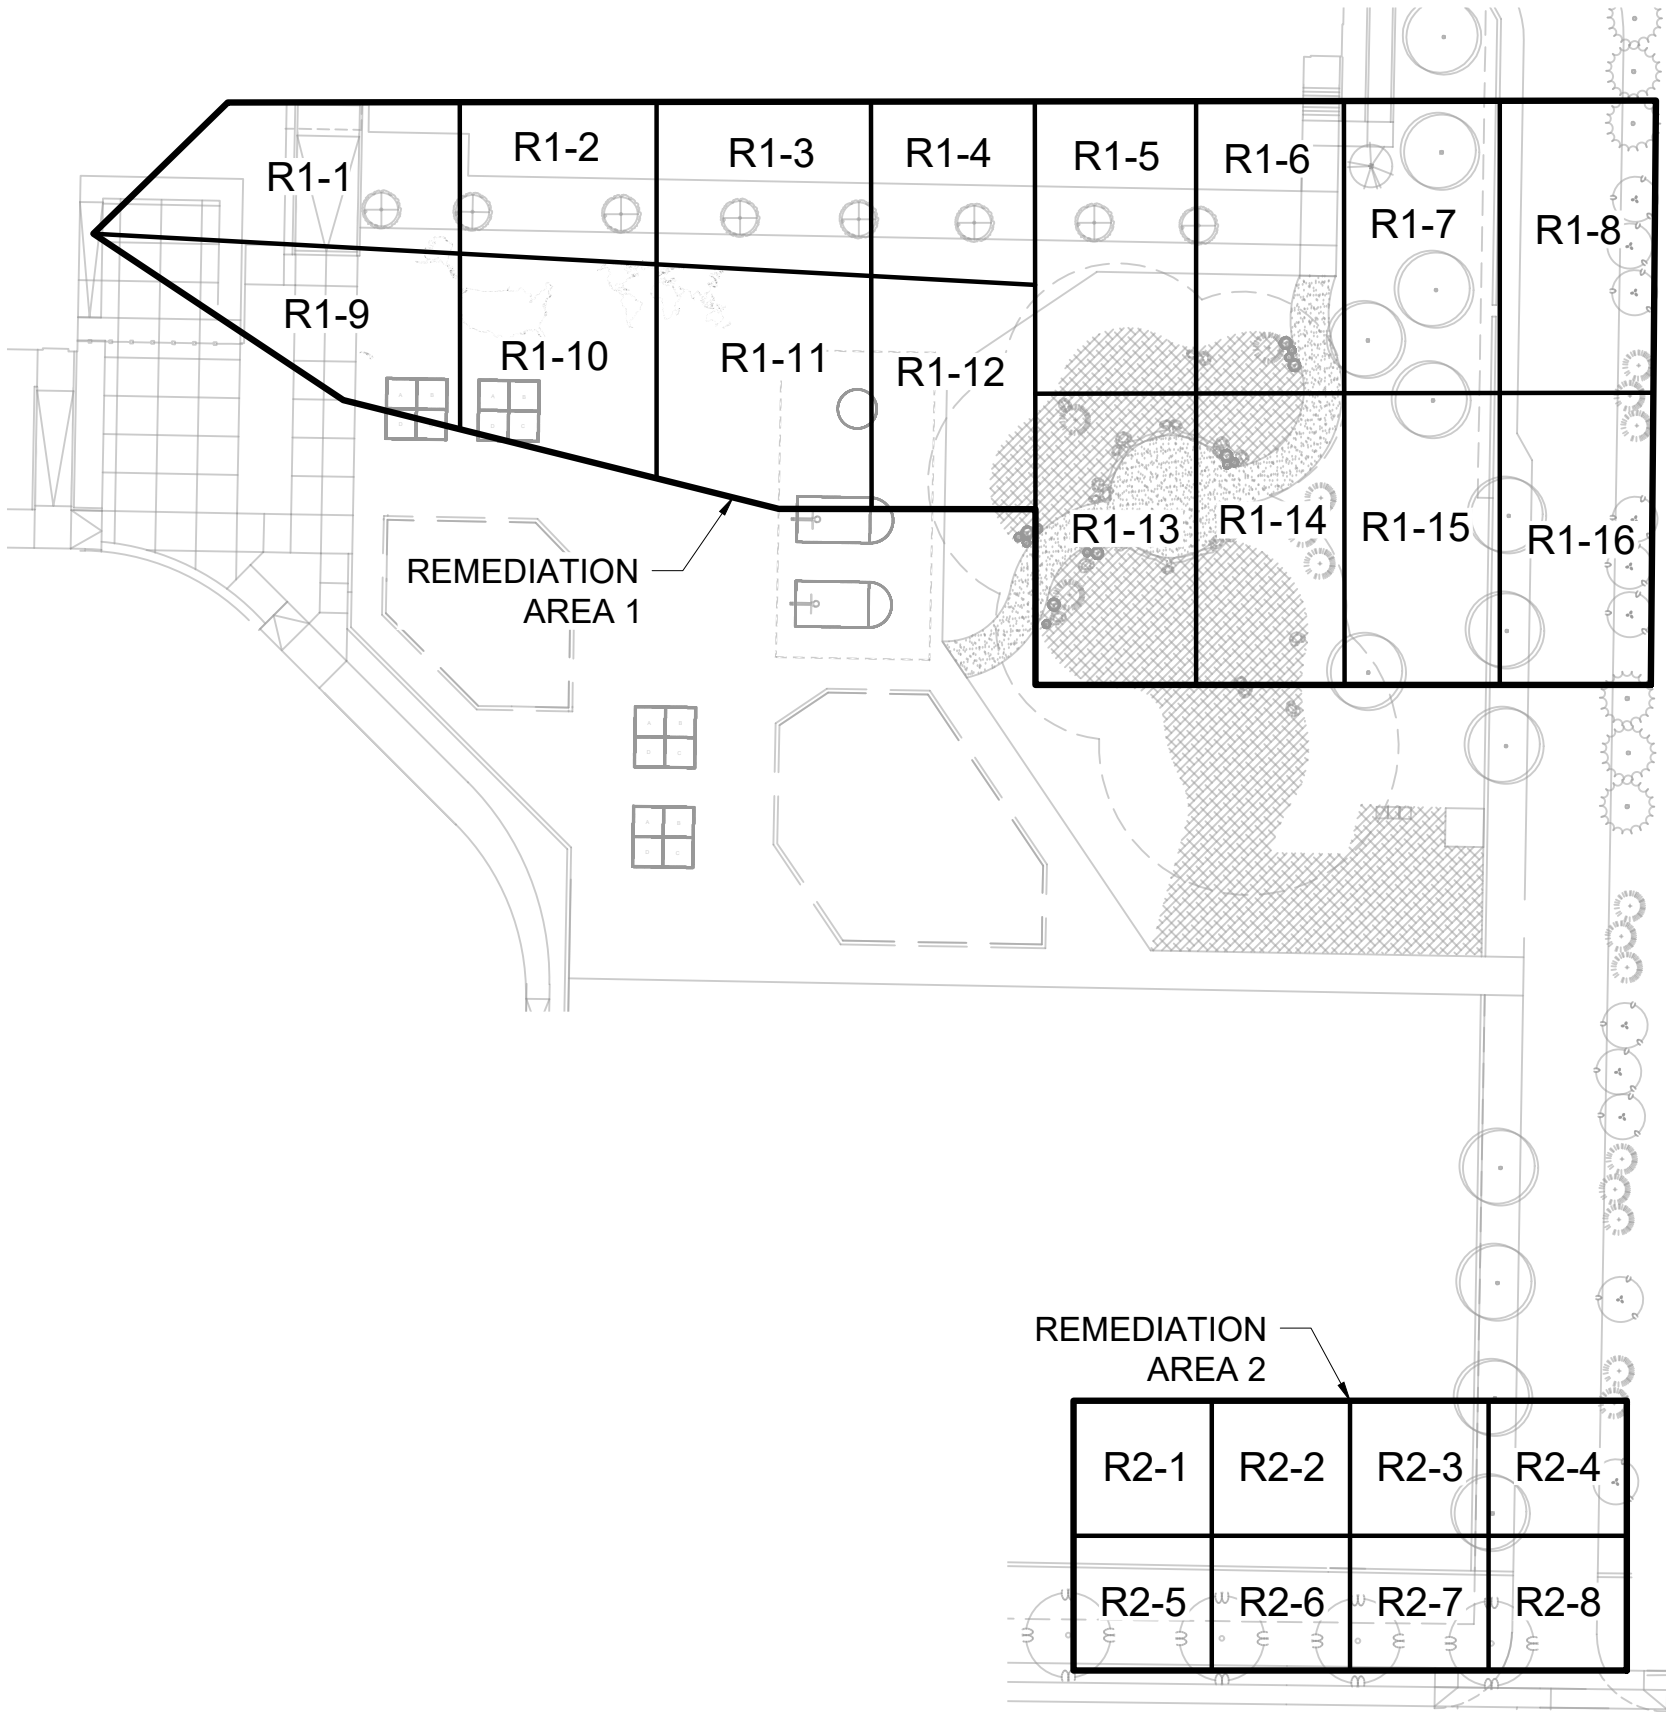 R1-1
R1-2
R1-3
R1-4
R1-5
R1-6
R1-7
R1-8
R1-9
R1-10
R1-11
R1-12
R1-13
R1-14
R1-15
R1-16
REMEDIATION
AREA 1
REMEDIATION
AREA 2
R2-1
R2-2
R2-3
R2-4
R2-5
R2-6
R2-7
R2-8